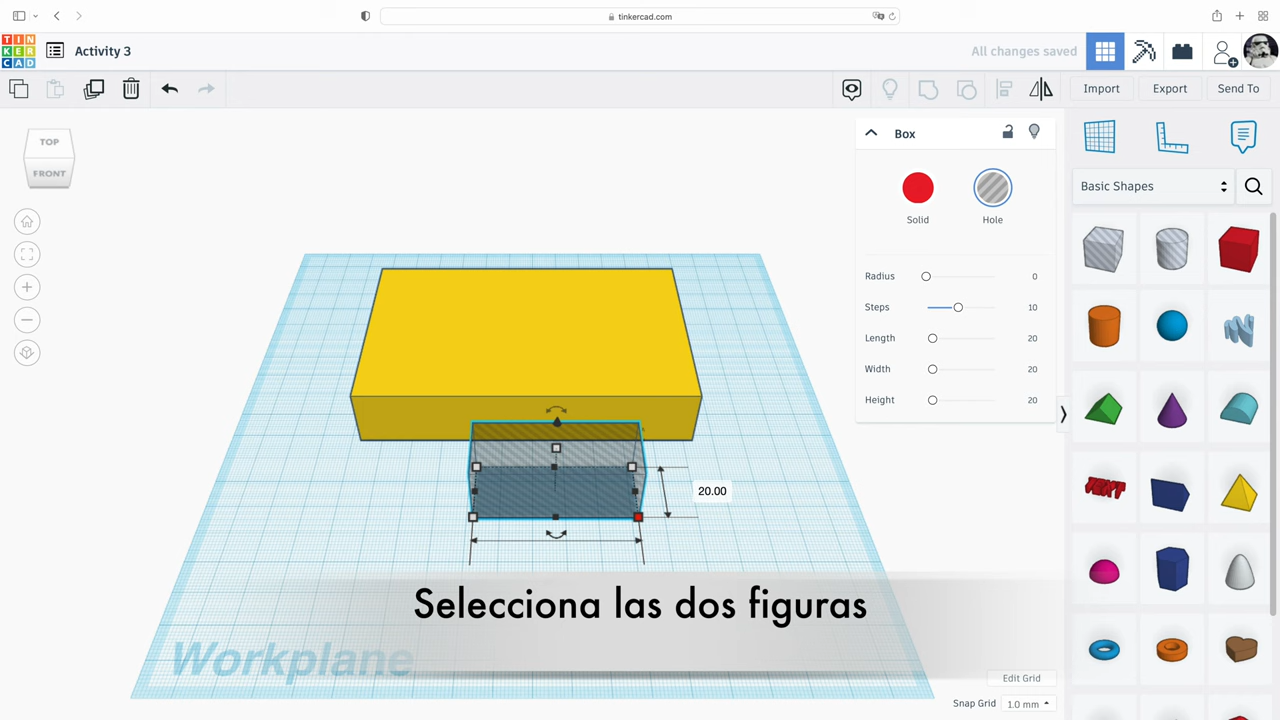 tinkercad.com
TIN
KER
CAD
Activity 3
All changes saved
Import
Export
Send To
TOP
FRONT
Box
Solid
Hole
Radius
0
Steps
10
Length
20
Width
20
Height
20
Basic Shapes
TEXT
20.00
Selecciona las dos figuras
Workplane
Edit Grid
Snap Grid
1.0 mm